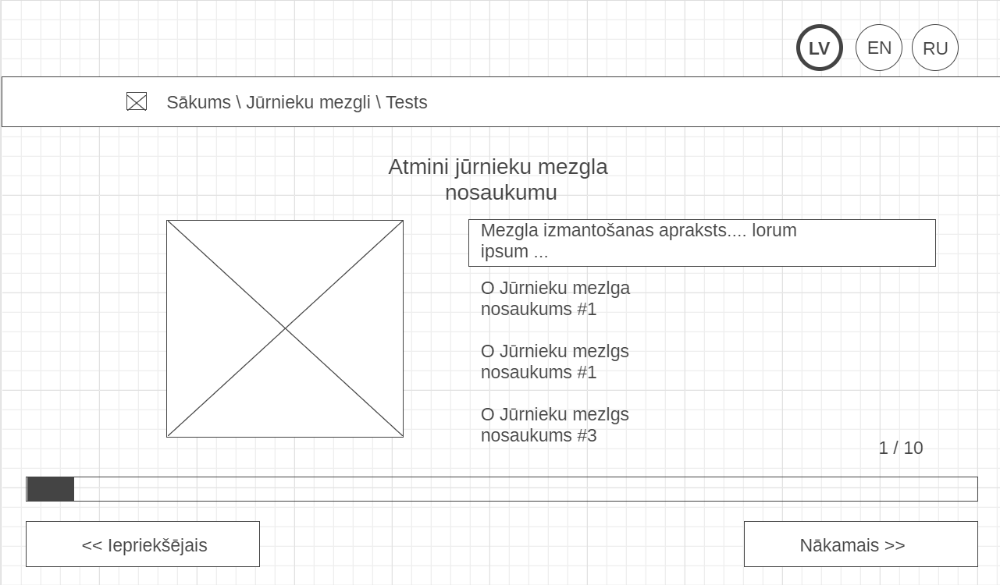 LV EN RU
Sākums \ Jūrnieku mezgli \ Tests
Atmini jūrnieku mezgla
nosaukumu
Mezgla izmantošanas apraksts.... lorum
ipsum ...
O Jūrnieku mezlga
nosaukums #1
O Jūrnieku mezlgs
nosaukums #1
O Jūrnieku mezlgs
nosaukums #3
1 / 10
<< Iepriekšējais
Nākamais >>